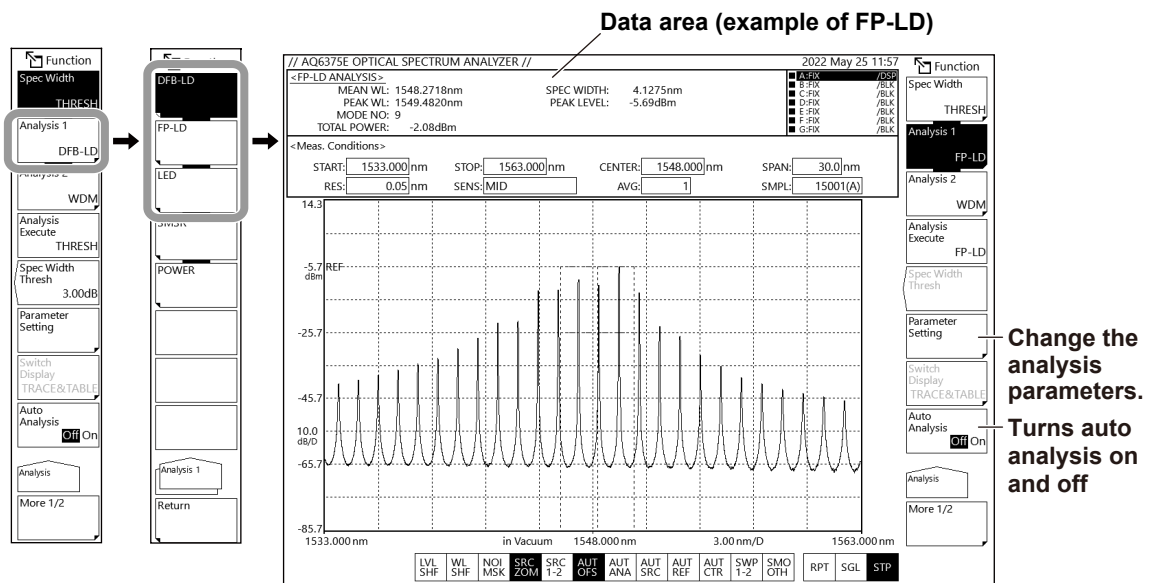 Data area (example of FP-LD)
Function
Spec Width
THRESH
Analysis 1
DFB-LD
Analysis 2
WDM
Analysis
Execute
THRESH
Spec Width
Thresh
3.00dB
Parameter
Setting
Switch
Display
TRACE&TABLE
Auto
Analysis
Off On
Analysis
More 1/2
Function
DFB-LD
FP-LD
LED
SMSR
POWER
Analysis 1
Return
// AQ6375E OPTICAL SPECTRUM ANALYZER // 2022 May 25 11:57
<FP-LD ANALYSIS>
MEAN WL: 1548.2718nm SPEC WIDTH: 4.1275nm
PEAK WL: 1549.4820nm PEAK LEVEL: -5.69dBm
MODE NO: 9
TOTAL POWER: -2.08dBm
A:FIX /DSP
B:FIX /BLK
C:FIX /BLK
D:FIX /BLK
E:FIX /BLK
F:FIX /BLK
G:FIX /BLK
<Meas. Conditions>
START: 1533.000 nm STOP: 1563.000 nm CENTER: 1548.000 nm SPAN: 30.0 nm
RES: 0.05 nm SENS: MID AVG: 1 SMPL: 15001(A)
14.3
-5.7 REF
dBm
-25.7
-45.7
10.0
dB/D
-65.7
-85.7
1533.000 nm in Vacuum 1548.000 nm 3.00 nm/D 1563.000 nm
LVL SHF WL SHF NOI MSK SRC ZOM SRC 1-2 AUT OFS AUT ANA AUT SRC AUT REF AUT CTR SWP 1-2 SMO OTH RPT SGL STP
Function
Spec Width
THRESH
Analysis 1
FP-LD
Analysis 2
WDM
Analysis
Execute
FP-LD
Spec Width
Thresh
Parameter
Setting
Switch
Display
TRACE&TABLE
Auto
Analysis
Off On
Analysis
More 1/2
Change the
analysis
parameters.
Turns auto
analysis on
and off